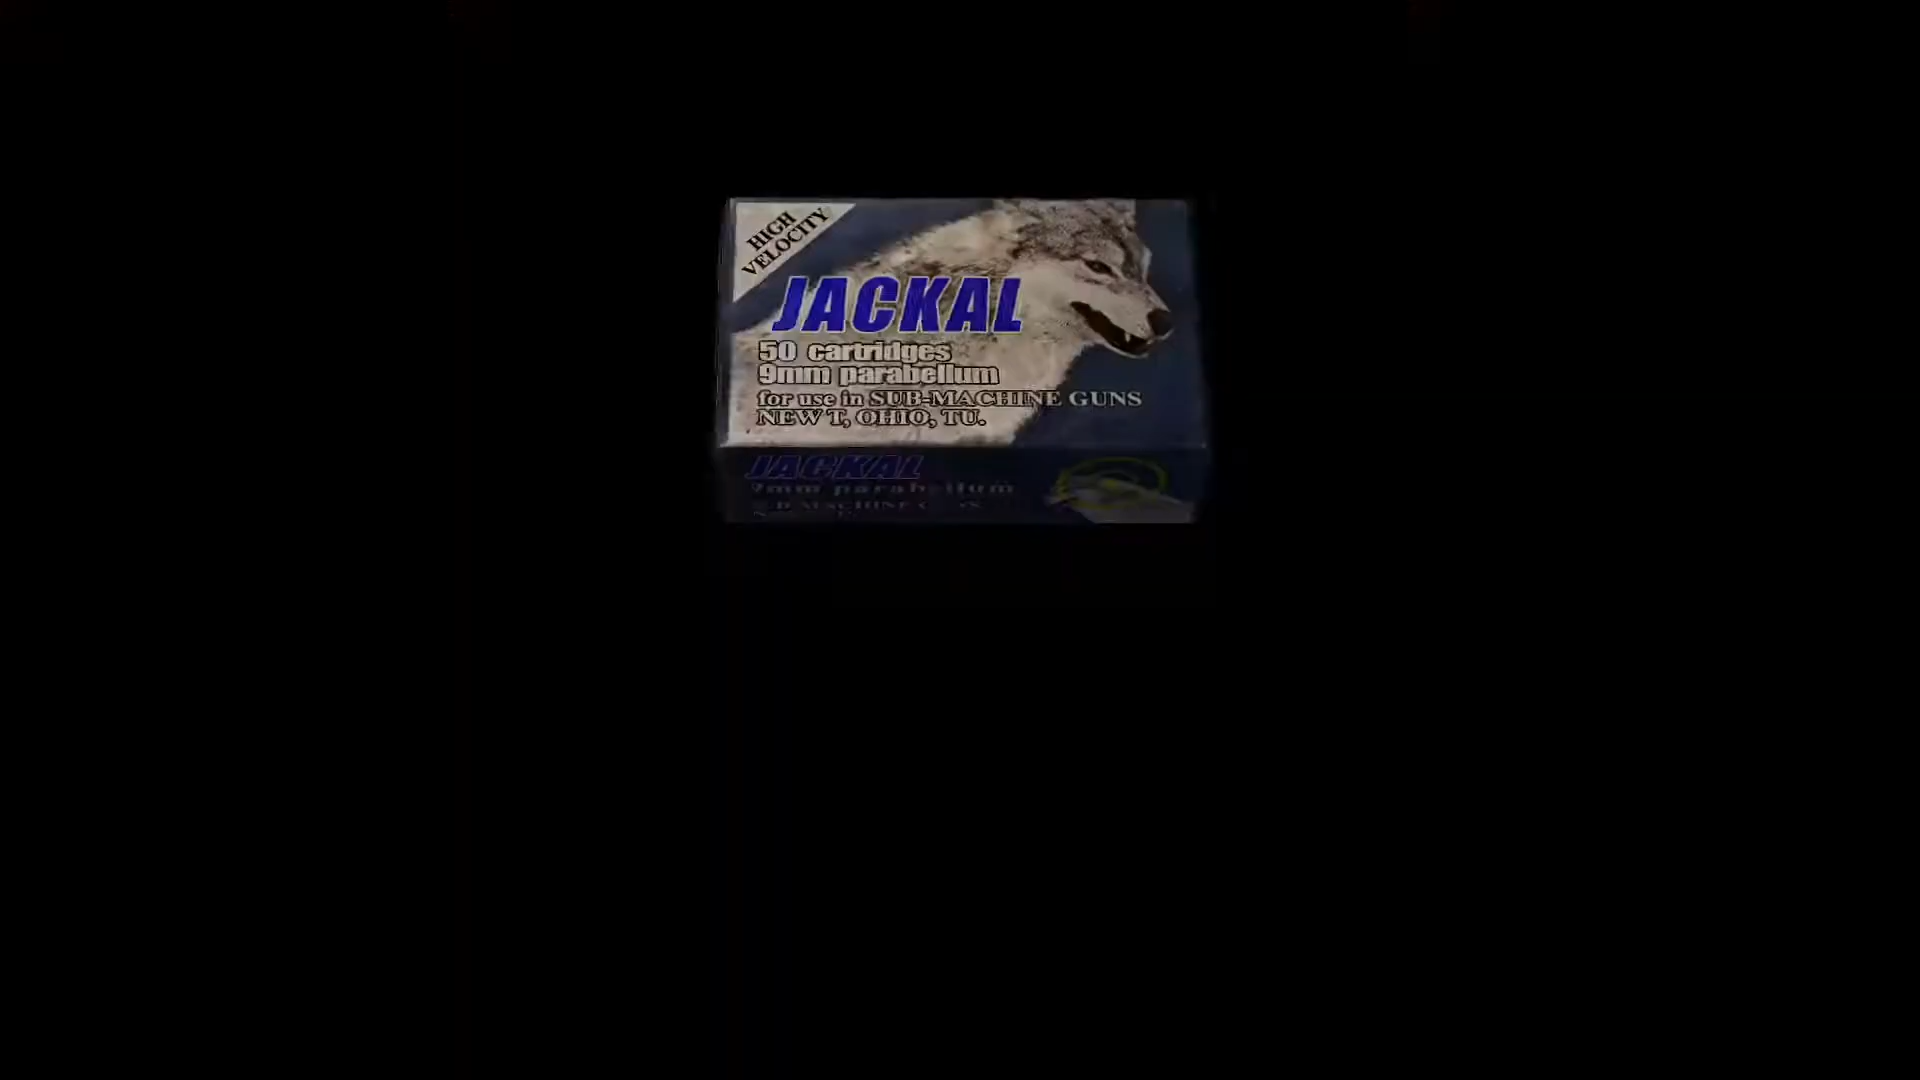 HIGH
VELOCITY
JACKAL
50 cartridges
9mm parabellum
for use in SUB-MACHINE GUNS
NEW T, OHIO, TU.
JACKAL
9mm parabellum